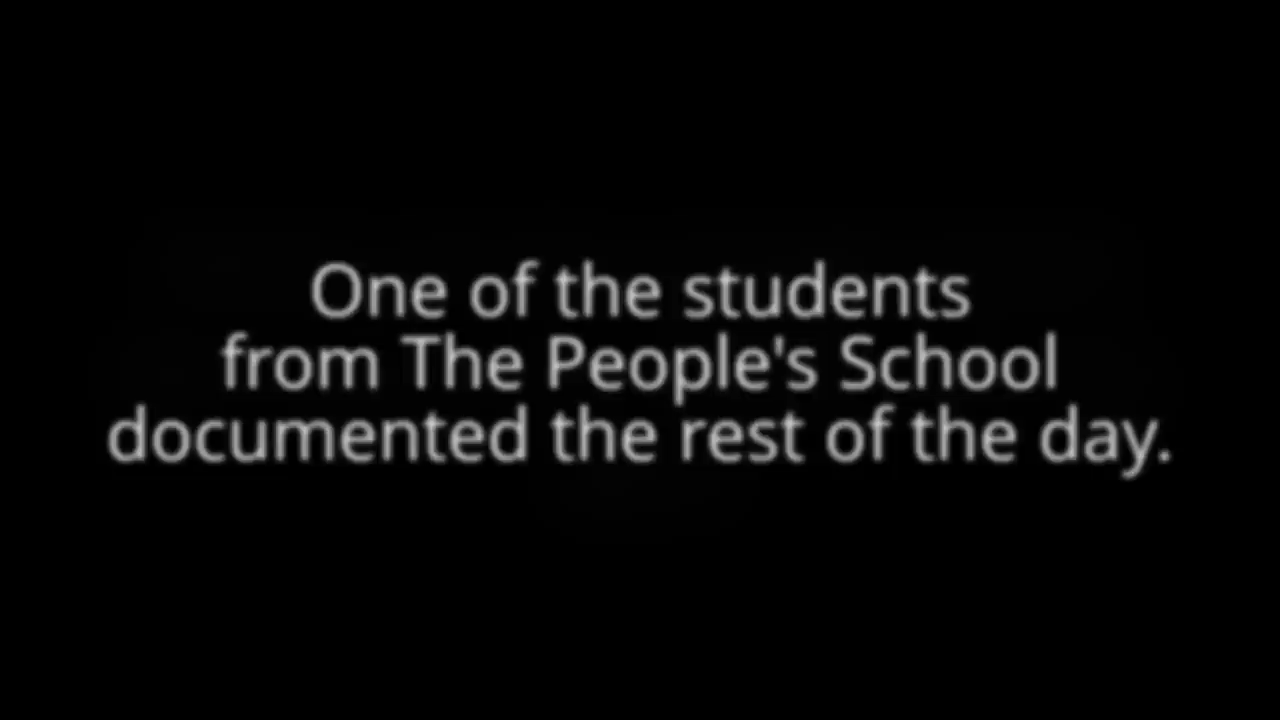 One of the students
from The People's School
documented the rest of the day.